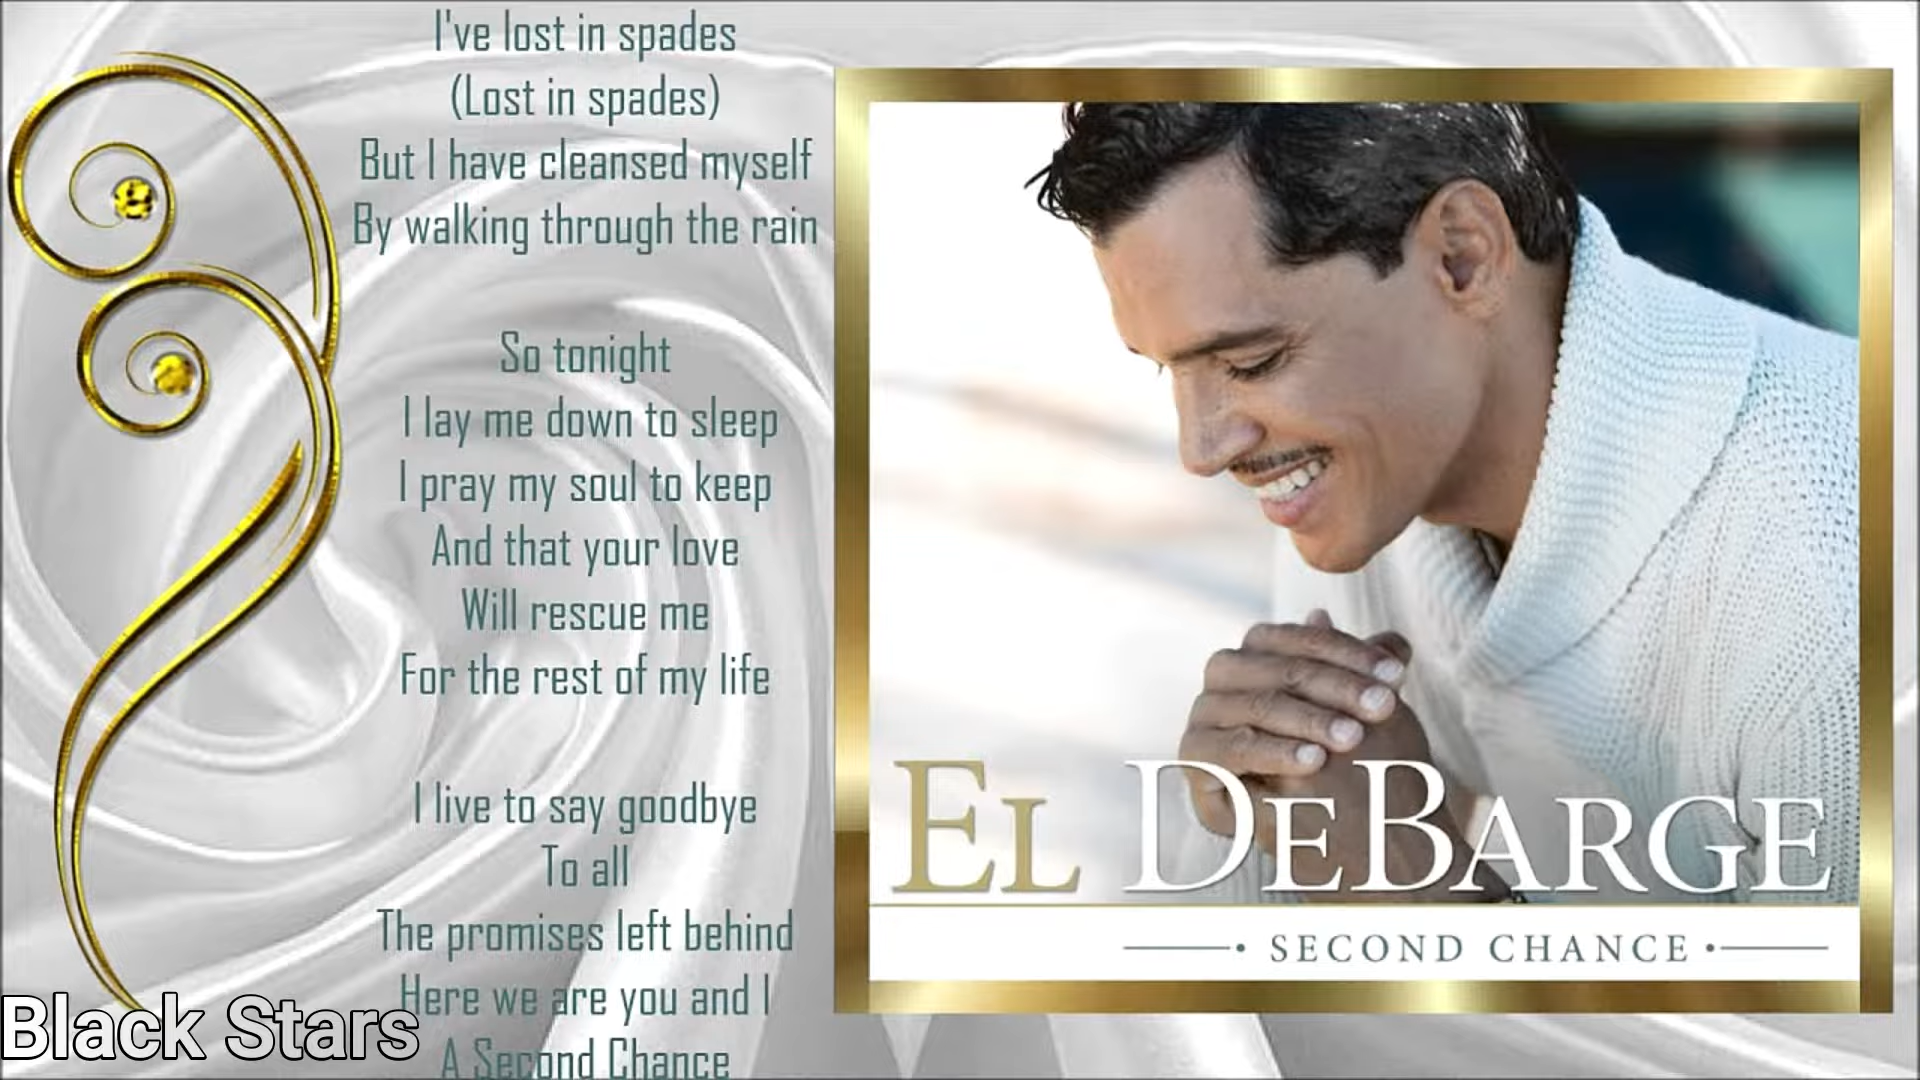 I've lost in spades
(Lost in spades)
But I have cleansed myself
By walking through the rain
So tonight
I lay me down to sleep
I pray my soul to keep
And that your love
Will rescue me
For the rest of my life
I live to say goodbye
To all
The promises left behind
Here we are you and I
A Second Chance
Black Stars
EL DEBARGE
• SECOND CHANCE •